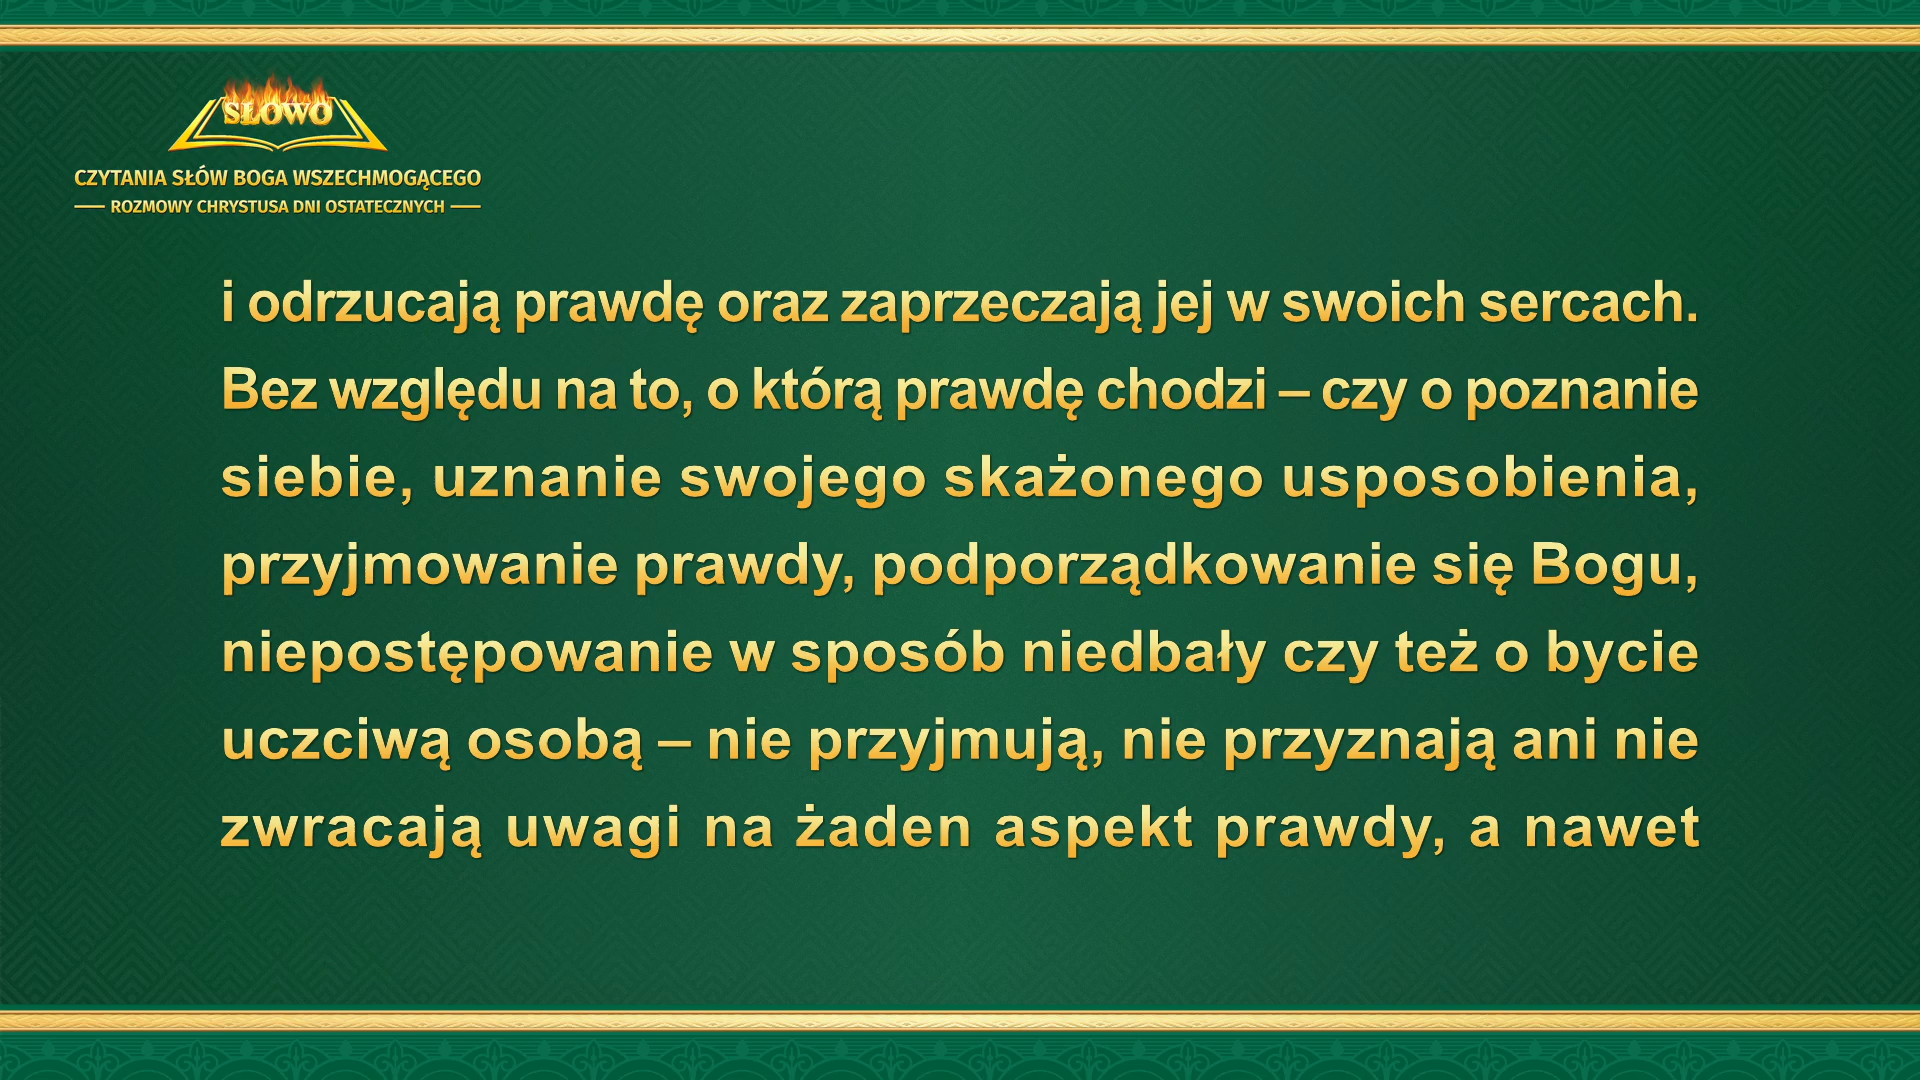 SŁOWO
CZYTANIA SŁÓW BOGA WSZECHMOGĄCEGO
ROZMOWY CHRYSTUSA DNI OSTATECZNYCH
i odrzucają prawdę oraz zaprzeczają jej w swoich sercach.
Bez względu na to, o którą prawdę chodzi – czy o poznanie
siebie, uznanie swojego skażonego usposobienia,
przyjmowanie prawdy, podporządkowanie się Bogu,
niepostępowanie w sposób niedbały czy też o bycie
uczciwą osobą – nie przyjmują, nie przyznają ani nie
zwracają uwagi na żaden aspekt prawdy, a nawet